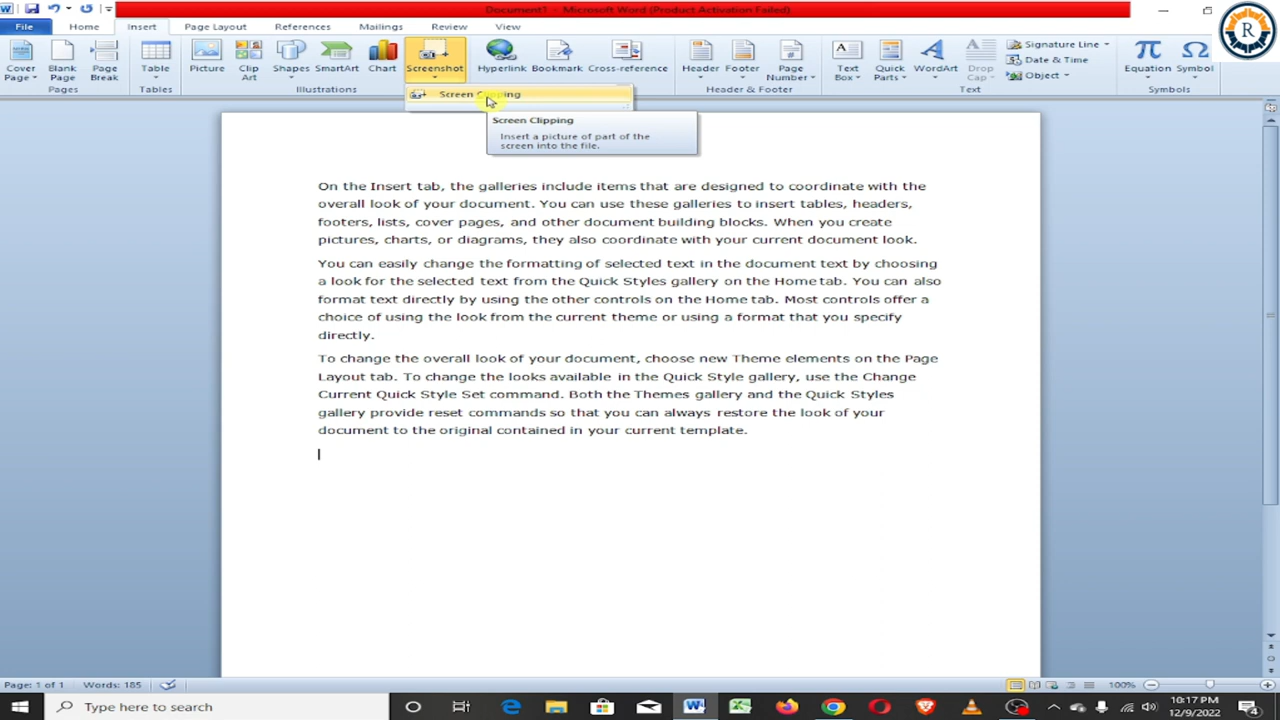 Document1 - Microsoft Word (Product Activation Failed)
File Home Insert Page Layout References Mailings Review View
Page Page Break Table Picture Clip Art Shapes SmartArt Chart Screenshot Hyperlink Bookmark Cross-reference Header Footer Page Number Text Box Quick Parts WordArt Drop Cap Signature Line Date & Time Object Equation Symbol
Blank Page
Pages Tables Illustrations Header & Footer Text Symbols
R
Screen Clipping
Screen Clipping
Insert a picture of part of the
screen into the file.
On the Insert tab, the galleries include items that are designed to coordinate with the
overall look of your document. You can use these galleries to insert tables, headers,
footers, lists, cover pages, and other document building blocks. When you create
pictures, charts, or diagrams, they also coordinate with your current document look.
You can easily change the formatting of selected text in the document text by choosing
a look for the selected text from the Quick Styles gallery on the Home tab. You can also
format text directly by using the other controls on the Home tab. Most controls offer a
choice of using the look from the current theme or using a format that you specify
directly.
To change the overall look of your document, choose new Theme elements on the Page
Layout tab. To change the looks available in the Quick Style gallery, use the Change
Current Quick Style Set command. Both the Themes gallery and the Quick Styles
gallery provide reset commands so that you can always restore the look of your
document to the original contained in your current template.
Page: 1 of 1 Words: 185 100%
Type here to search
10:17 PM
12/9/2022
4